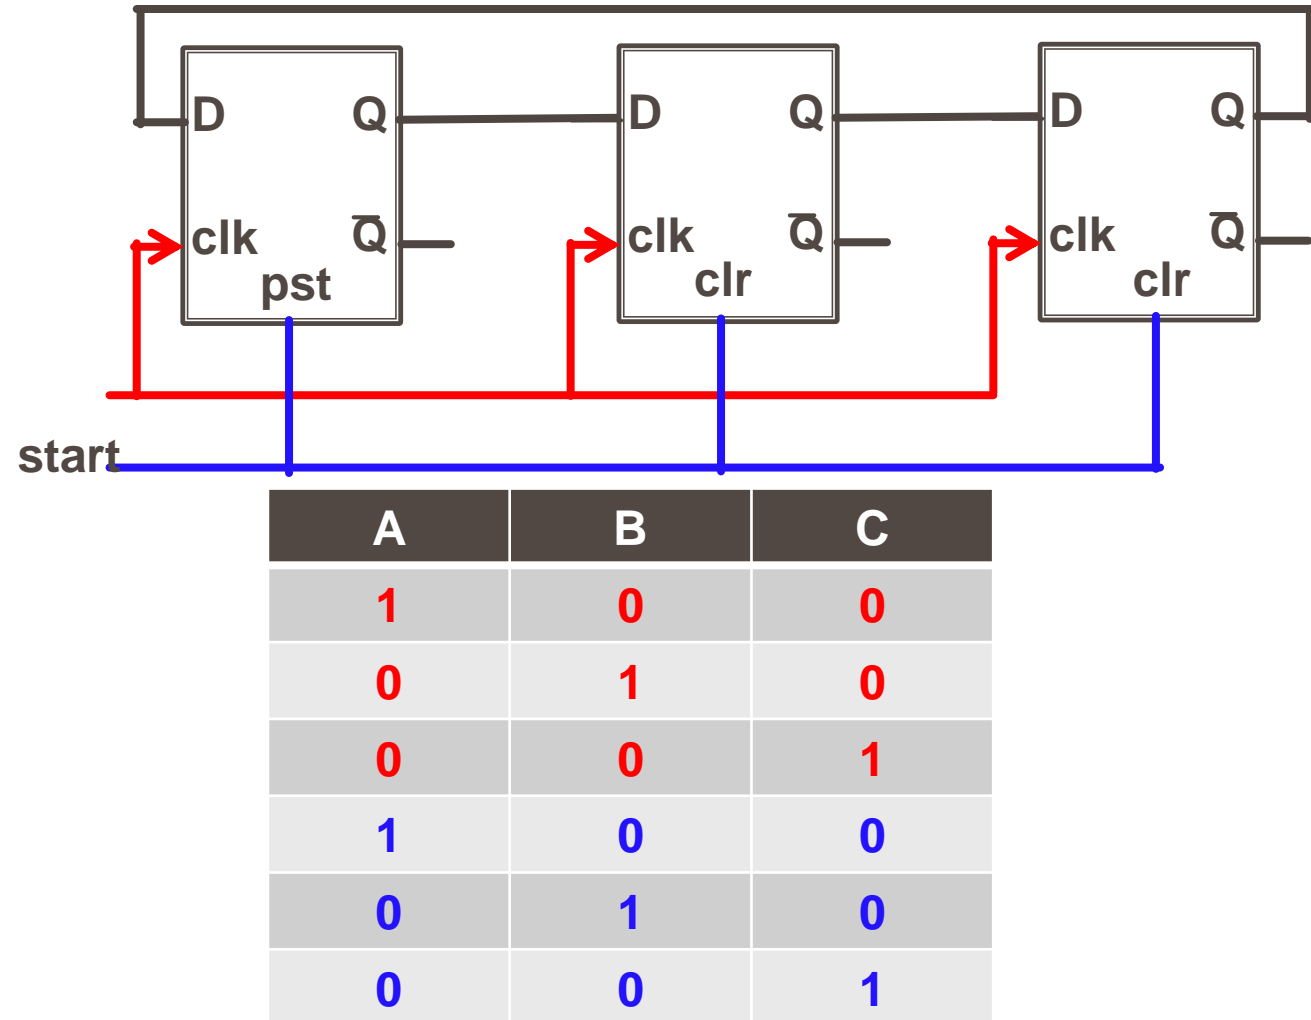 D Q D Q D Q
clk Q̅ clk Q̅ clk Q̅
pst clr clr
start
A B C
1 0 0
0 1 0
0 0 1
1 0 0
0 1 0
0 0 1